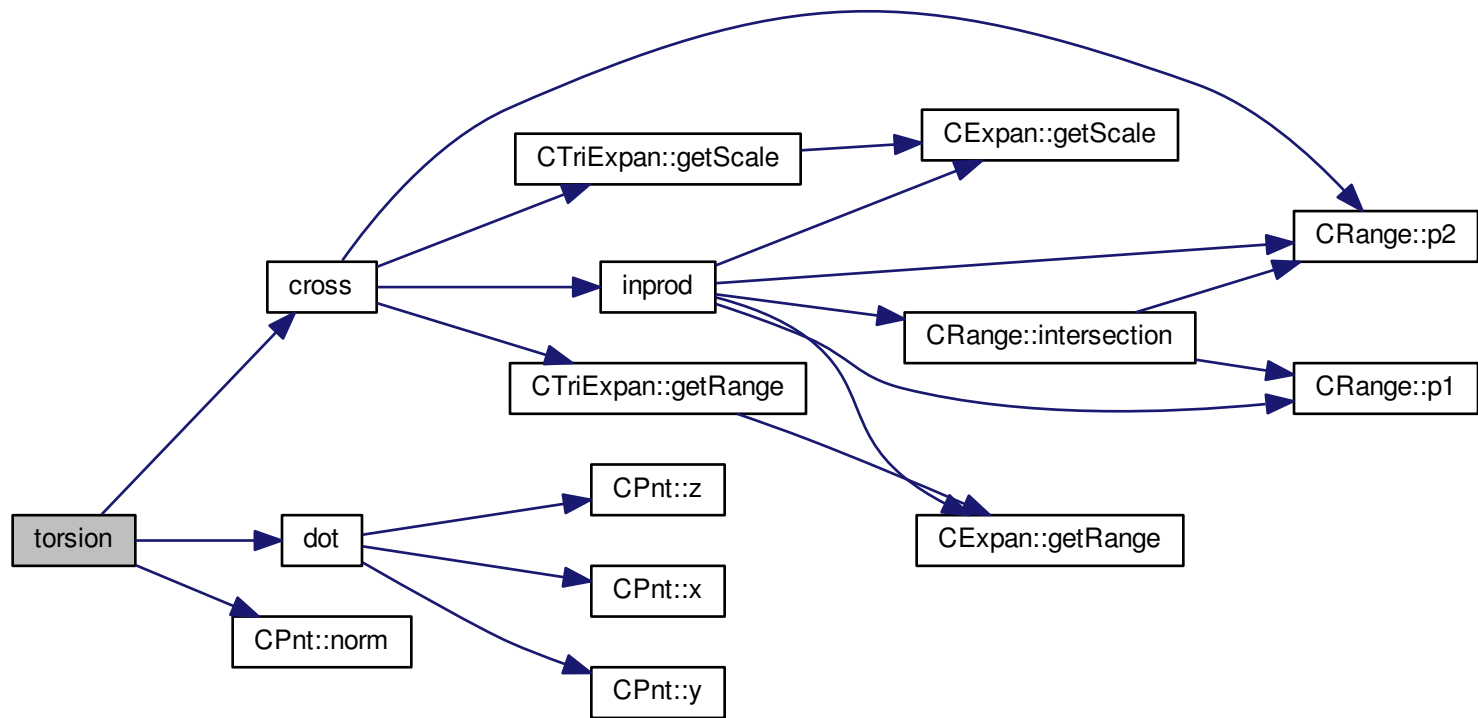 CExpan::getScale
CTriExpan::getScale
CRange::p2
cross
inprod
CRange::intersection
CTriExpan::getRange
CRange::p1
CPnt::z
torsion
dot
CExpan::getRange
CPnt::x
CPnt::norm
CPnt::y